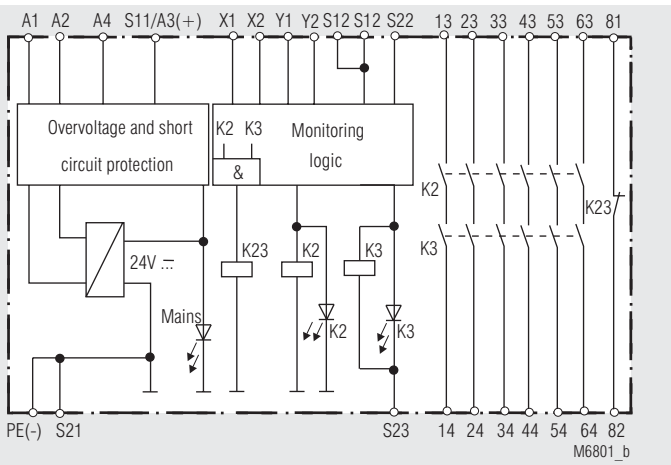 A1 A2 A4 S11/A3(+) X1 X2 Y1 Y2 S12 S12 S22 13 23 33 43 53 63 81
Overvoltage and short
circuit protection
K2 K3
&
Monitoring
logic
K2
K23
K3
24V ⎓
K23
K2
K3
Mains
K2
K3
PE(-) S21 S23 14 24 34 44 54 64 82
M6801_b